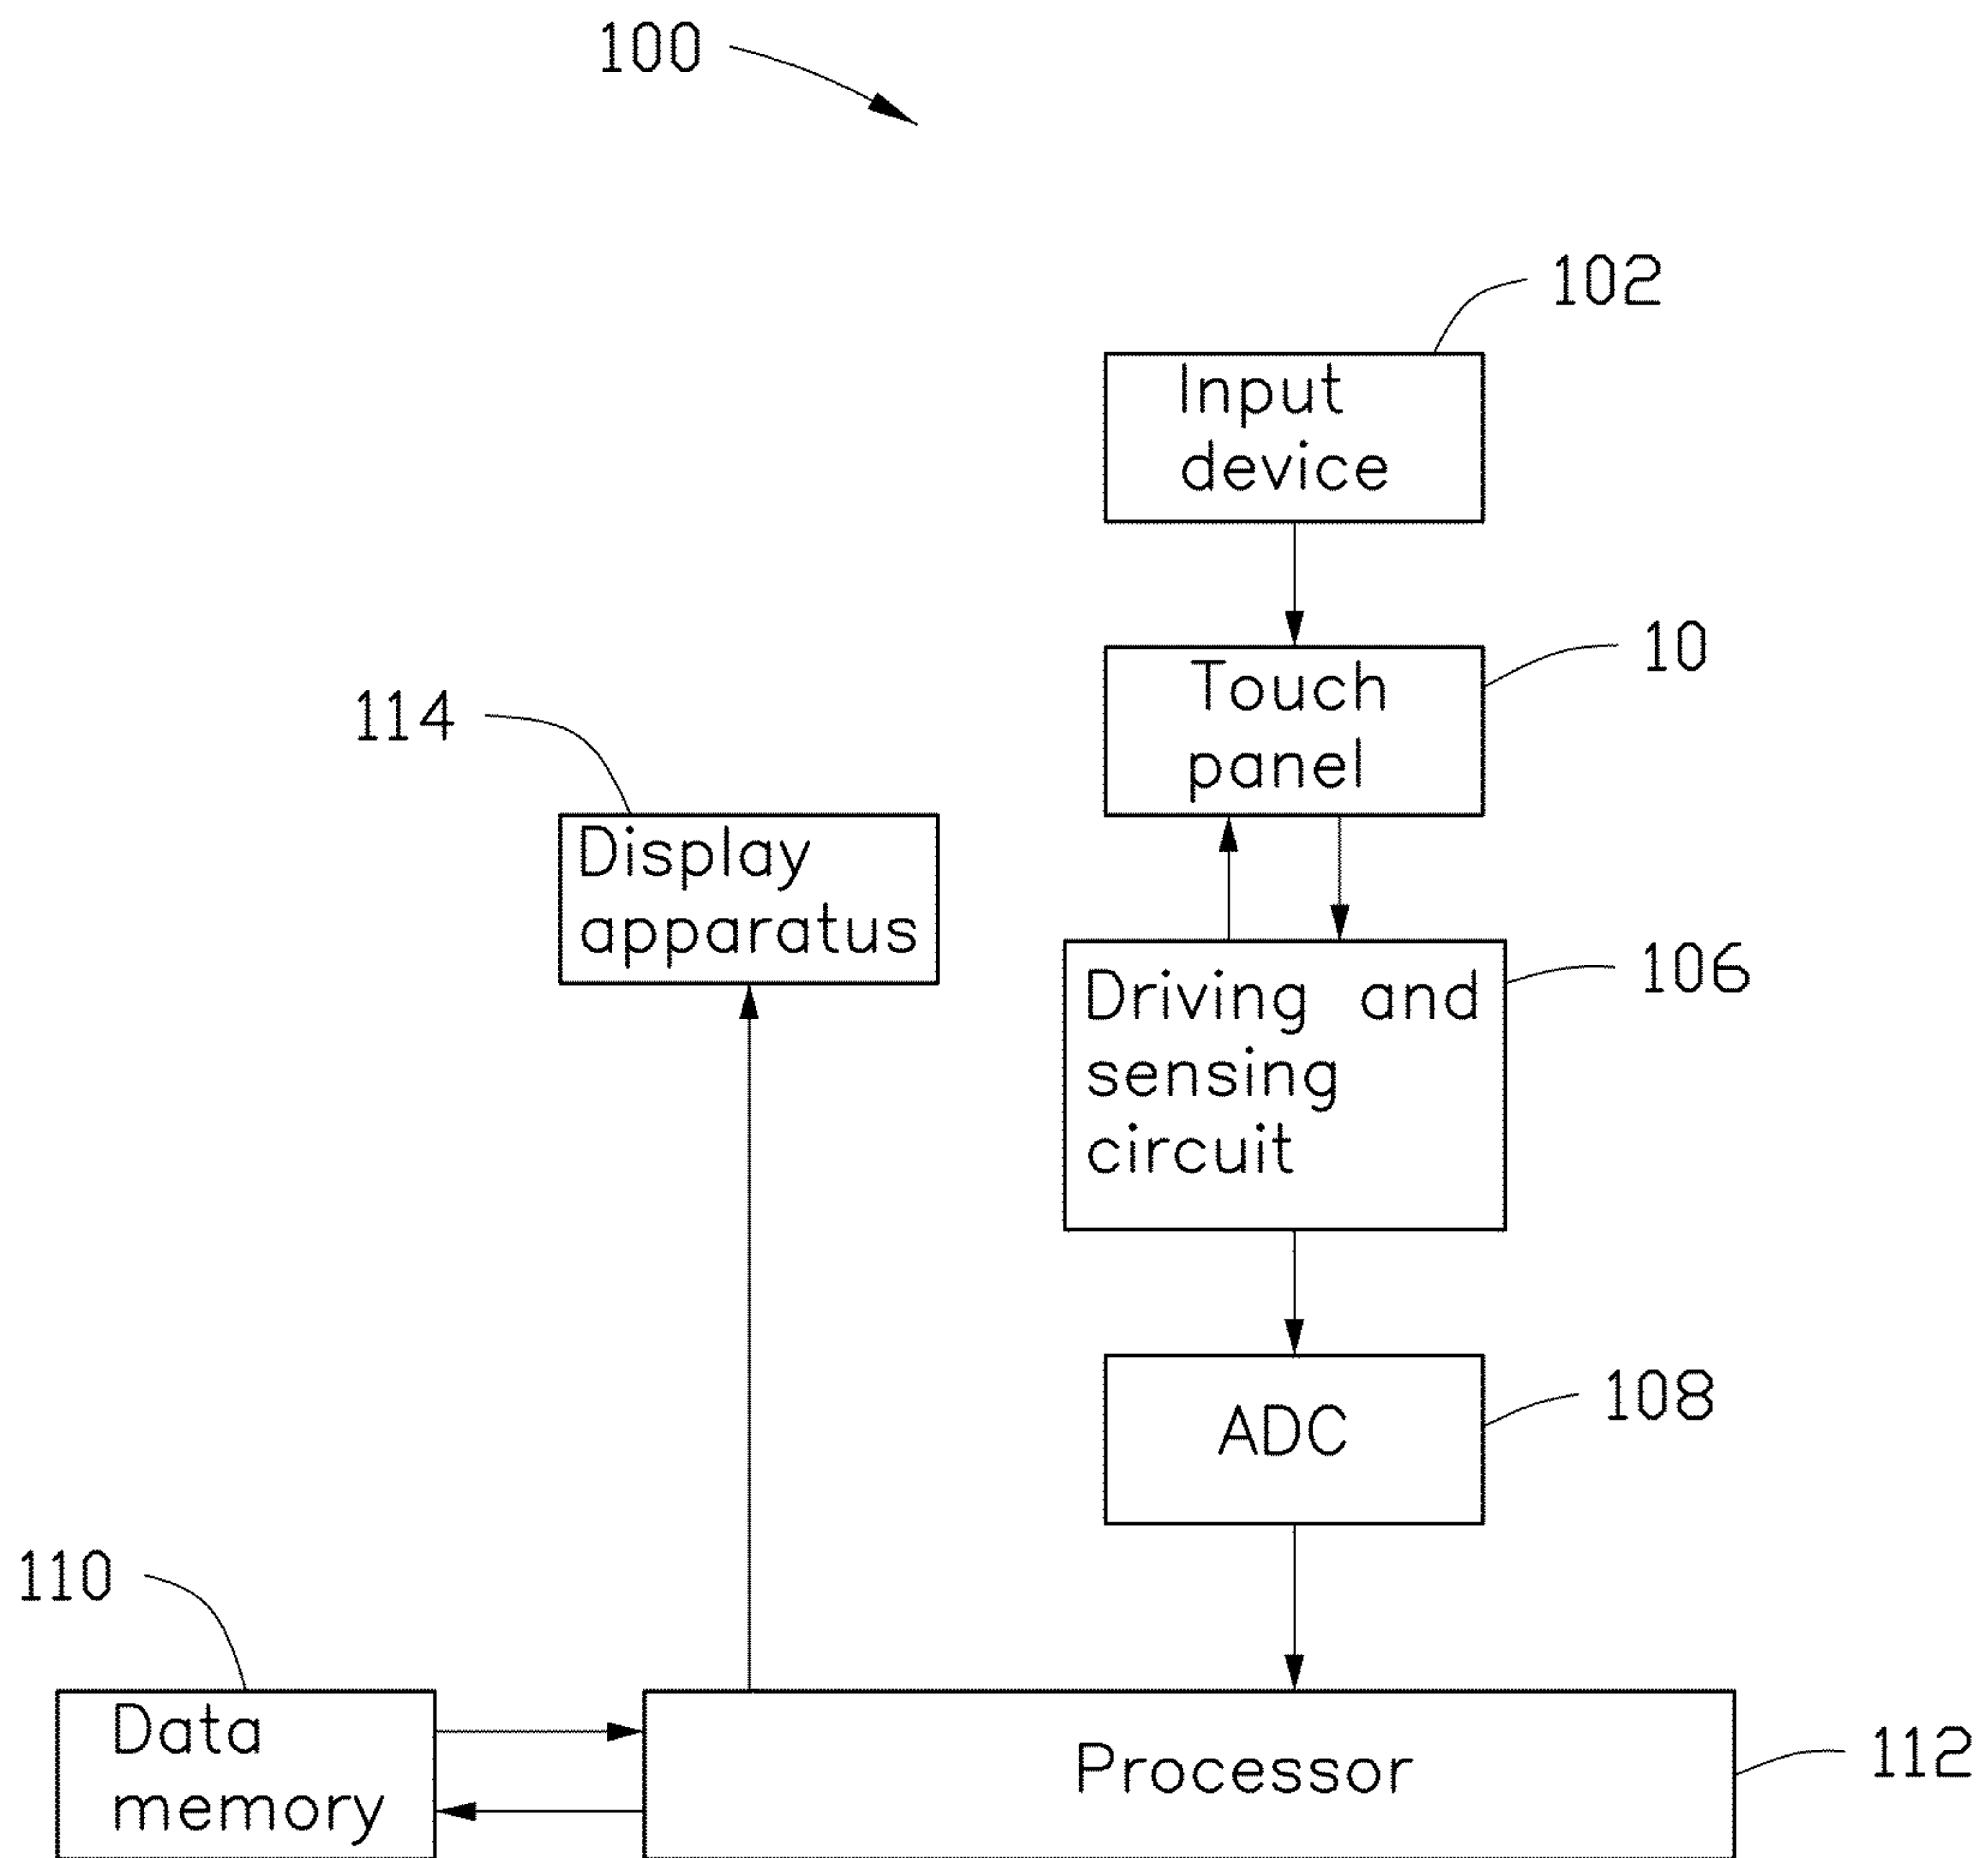 100
102
Input
device
10
Touch
panel
114
Display
apparatus
106
Driving and
sensing
circuit
108
ADC
110
Data
memory
Processor
112